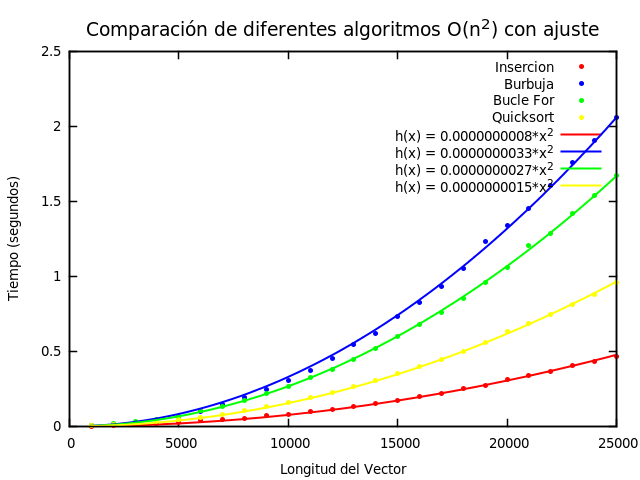 Comparación de diferentes algoritmos O(n²) con ajuste
2.5
2
1.5
1
0.5
0
Tiempo (segundos)
Insercion
Burbuja
Bucle For
Quicksort
h(x) = 0.0000000008*x²
h(x) = 0.0000000033*x²
h(x) = 0.0000000027*x²
h(x) = 0.0000000015*x²
0 5000 10000 15000 20000 25000
Longitud del Vector